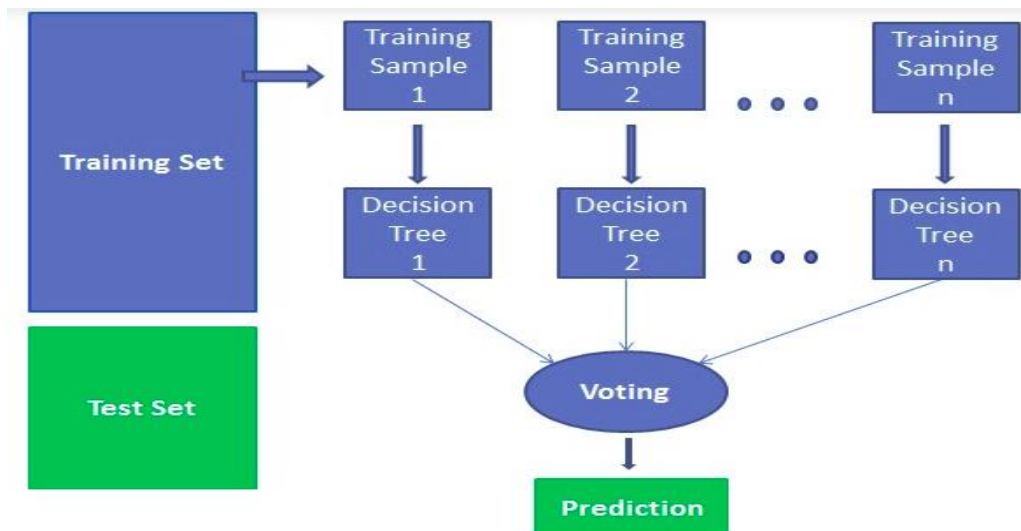 Training Set
Test Set
Training
Sample
1
Training
Sample
2
Training
Sample
n
Decision
Tree
1
Decision
Tree
2
Decision
Tree
n
Voting
Prediction